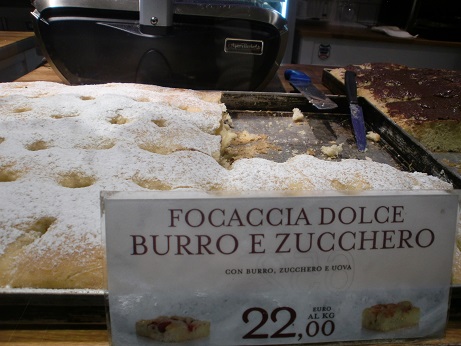 FOCACCIA DOLCE
BURRO E ZUCCHERO
CON BURRO, ZUCCHERO E UOVA
22,00 EURO
AL KG